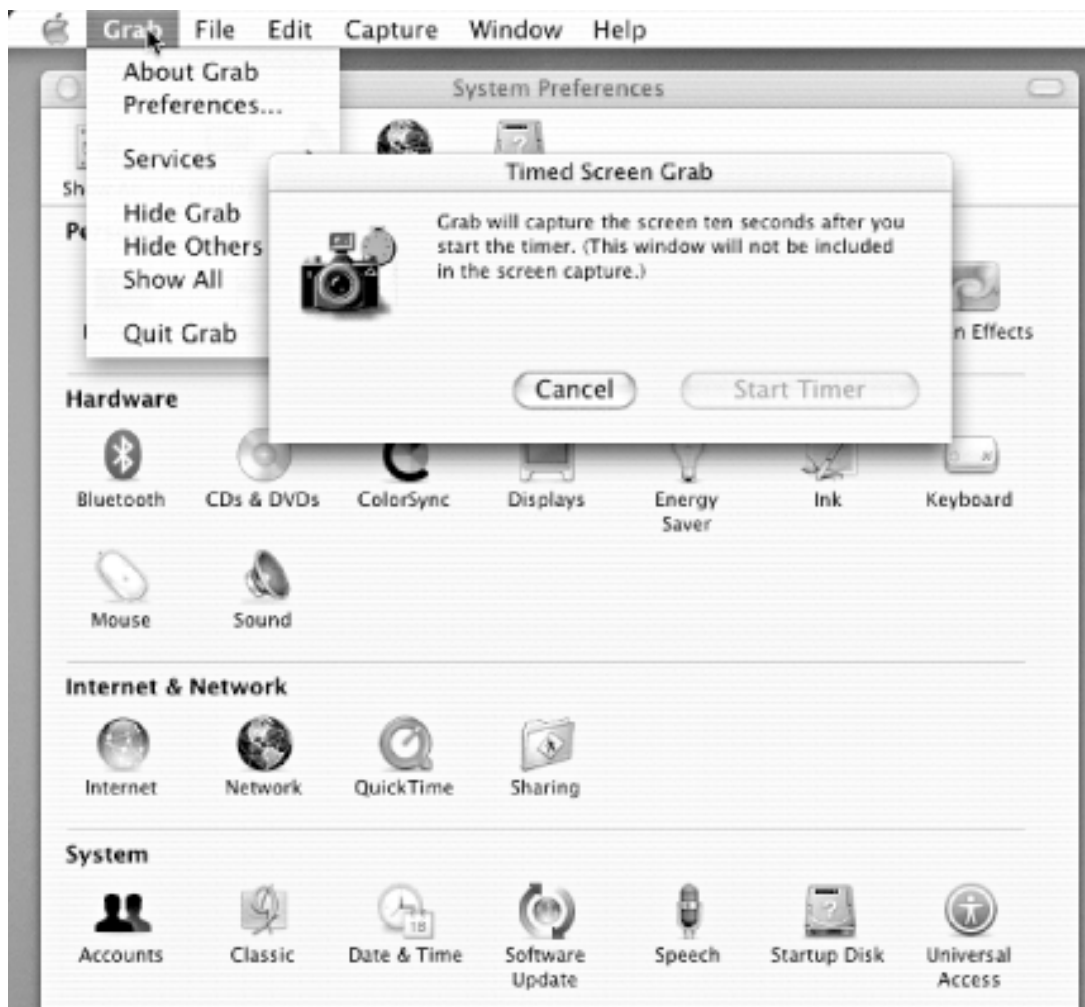 Grab File Edit Capture Window Help
About Grab
Preferences...
Services
Hide Grab
Hide Others
Show All
Quit Grab
System Preferences
Timed Screen Grab
Grab will capture the screen ten seconds after you
start the timer. (This window will not be included
in the screen capture.)
Cancel Start Timer
Sh
Pe
n Effects
Hardware
Bluetooth CDs & DVDs ColorSync Displays Energy Saver Ink Keyboard
Mouse Sound
Internet & Network
Internet Network QuickTime Sharing
System
Accounts Classic Date & Time Software Update Speech Startup Disk Universal Access